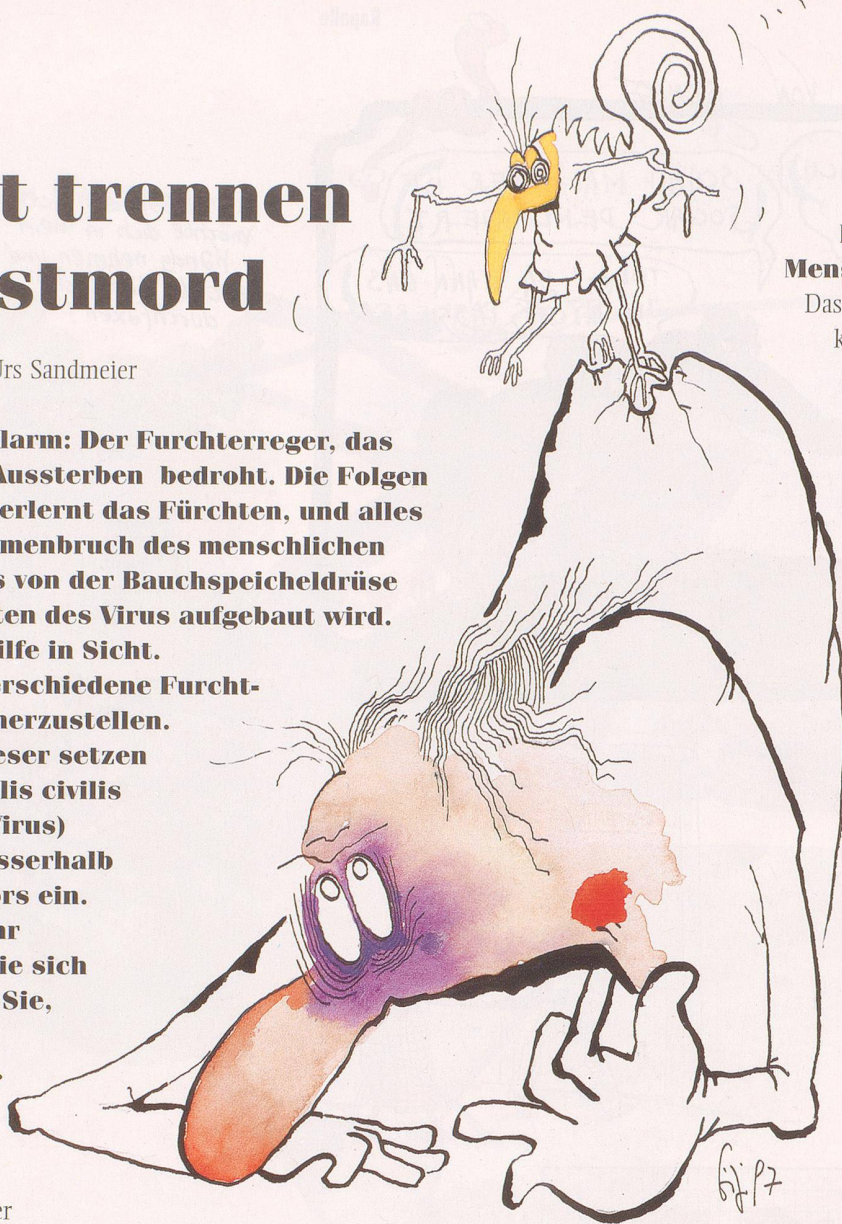 t trennen
stmord
Urs Sandmeier
larm: Der Furchterreger, das
Aussterben bedroht. Die Folgen
erlernt das Fürchten, und alles
menbruch des menschlichen
s von der Bauchspeicheldrüse
ten des Virus aufgebaut wird.
ilfe in Sicht.
erschiedene Furcht-
herzustellen.
eser setzen
lis civilis
Virus)
sserhalb
rs ein.
hr
ie sich
Sie,
er
Mens
Das
k